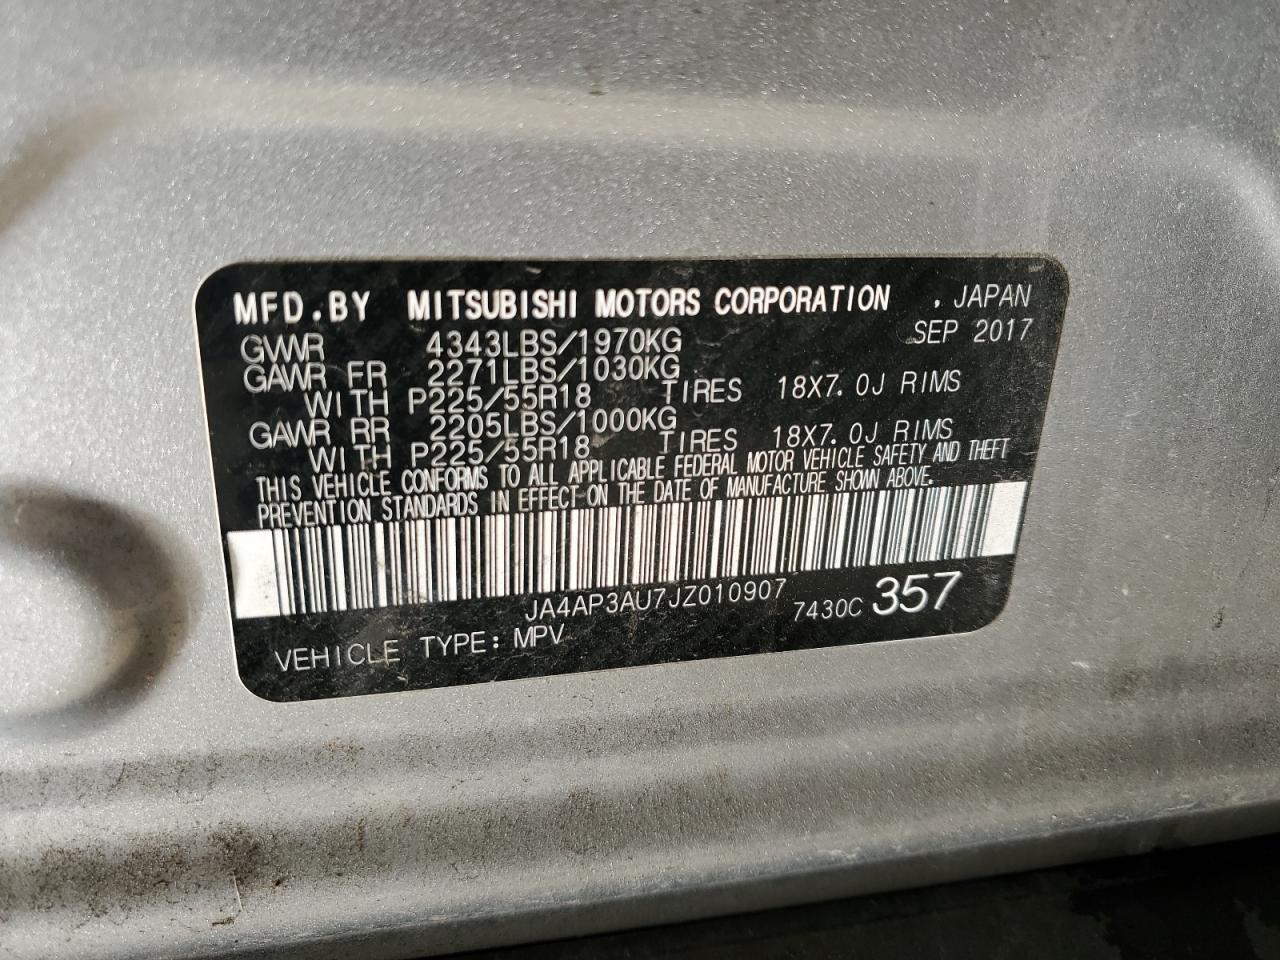 MFD.BY MITSUBISHI MOTORS CORPORATION , JAPAN
GVWR 4343LBS/1970KG SEP 2017
GAWR FR 2271LBS/1030KG
WITH P225/55R18 TIRES 18X7.0J RIMS
GAWR RR 2205LBS/1000KG
WITH P225/55R18 TIRES 18X7.0J RIMS
THIS VEHICLE CONFORMS TO ALL APPLICABLE FEDERAL MOTOR VEHICLE SAFETY AND THEFT
PREVENTION STANDARDS IN EFFECT ON THE DATE OF MANUFACTURE SHOWN ABOVE.
JA4AP3AU7JZ010907 7430C 357
VEHICLE TYPE: MPV